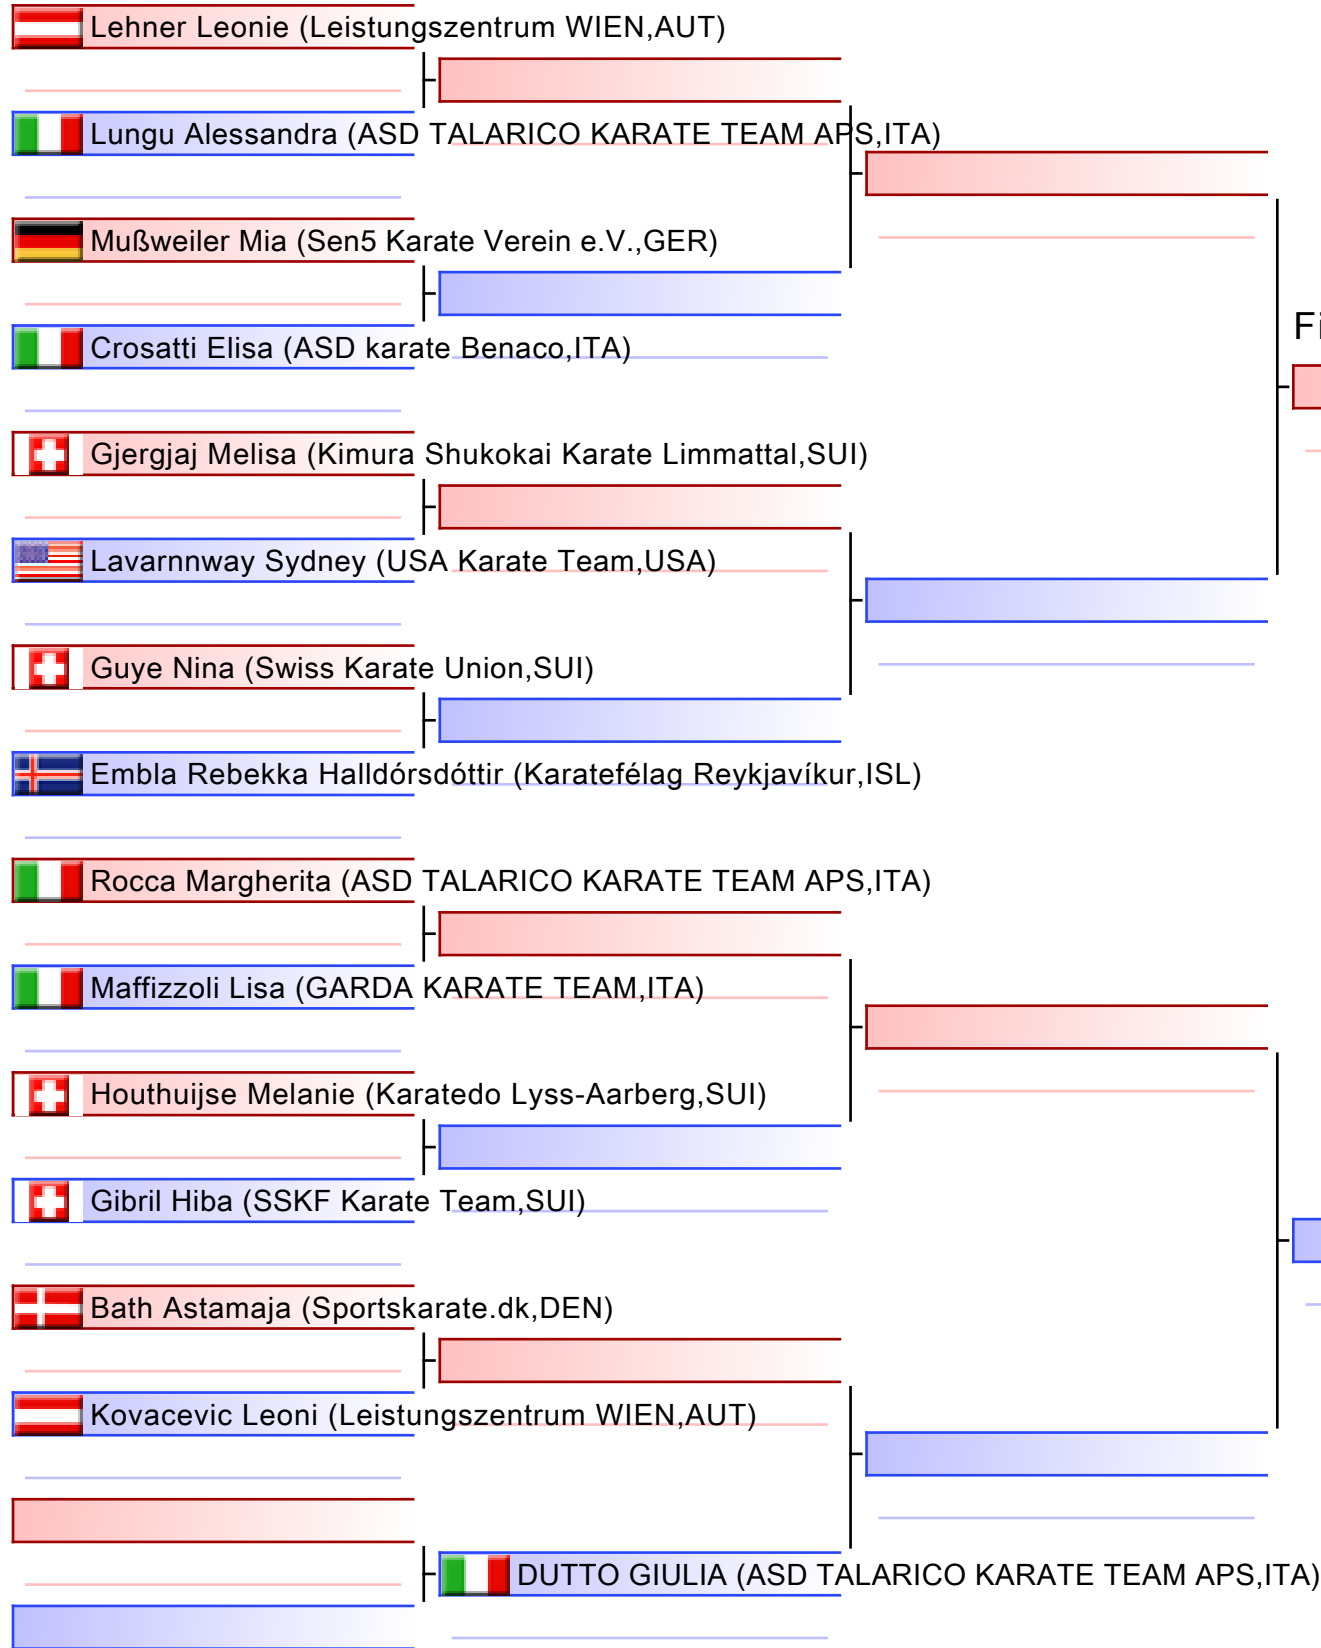 Lehner Leonie (Leistungszentrum WIEN,AUT)
Lungu Alessandra (ASD TALARICO KARATE TEAM APS,ITA)
Mußweiler Mia (Sen5 Karate Verein e.V.,GER)
Fi
Crosatti Elisa (ASD karate Benaco,ITA)
Gjergjaj Melisa (Kimura Shukokai Karate Limmattal,SUI)
Lavarnnway Sydney (USA Karate Team,USA)
Guye Nina (Swiss Karate Union,SUI)
Embla Rebekka Halldórsdóttir (Karatefélag Reykjavíkur,ISL)
Rocca Margherita (ASD TALARICO KARATE TEAM APS,ITA)
Maffizzoli Lisa (GARDA KARATE TEAM,ITA)
Houthuijse Melanie (Karatedo Lyss-Aarberg,SUI)
Gibril Hiba (SSKF Karate Team,SUI)
Bath Astamaja (Sportskarate.dk,DEN)
Kovacevic Leoni (Leistungszentrum WIEN,AUT)
DUTTO GIULIA (ASD TALARICO KARATE TEAM APS,ITA)